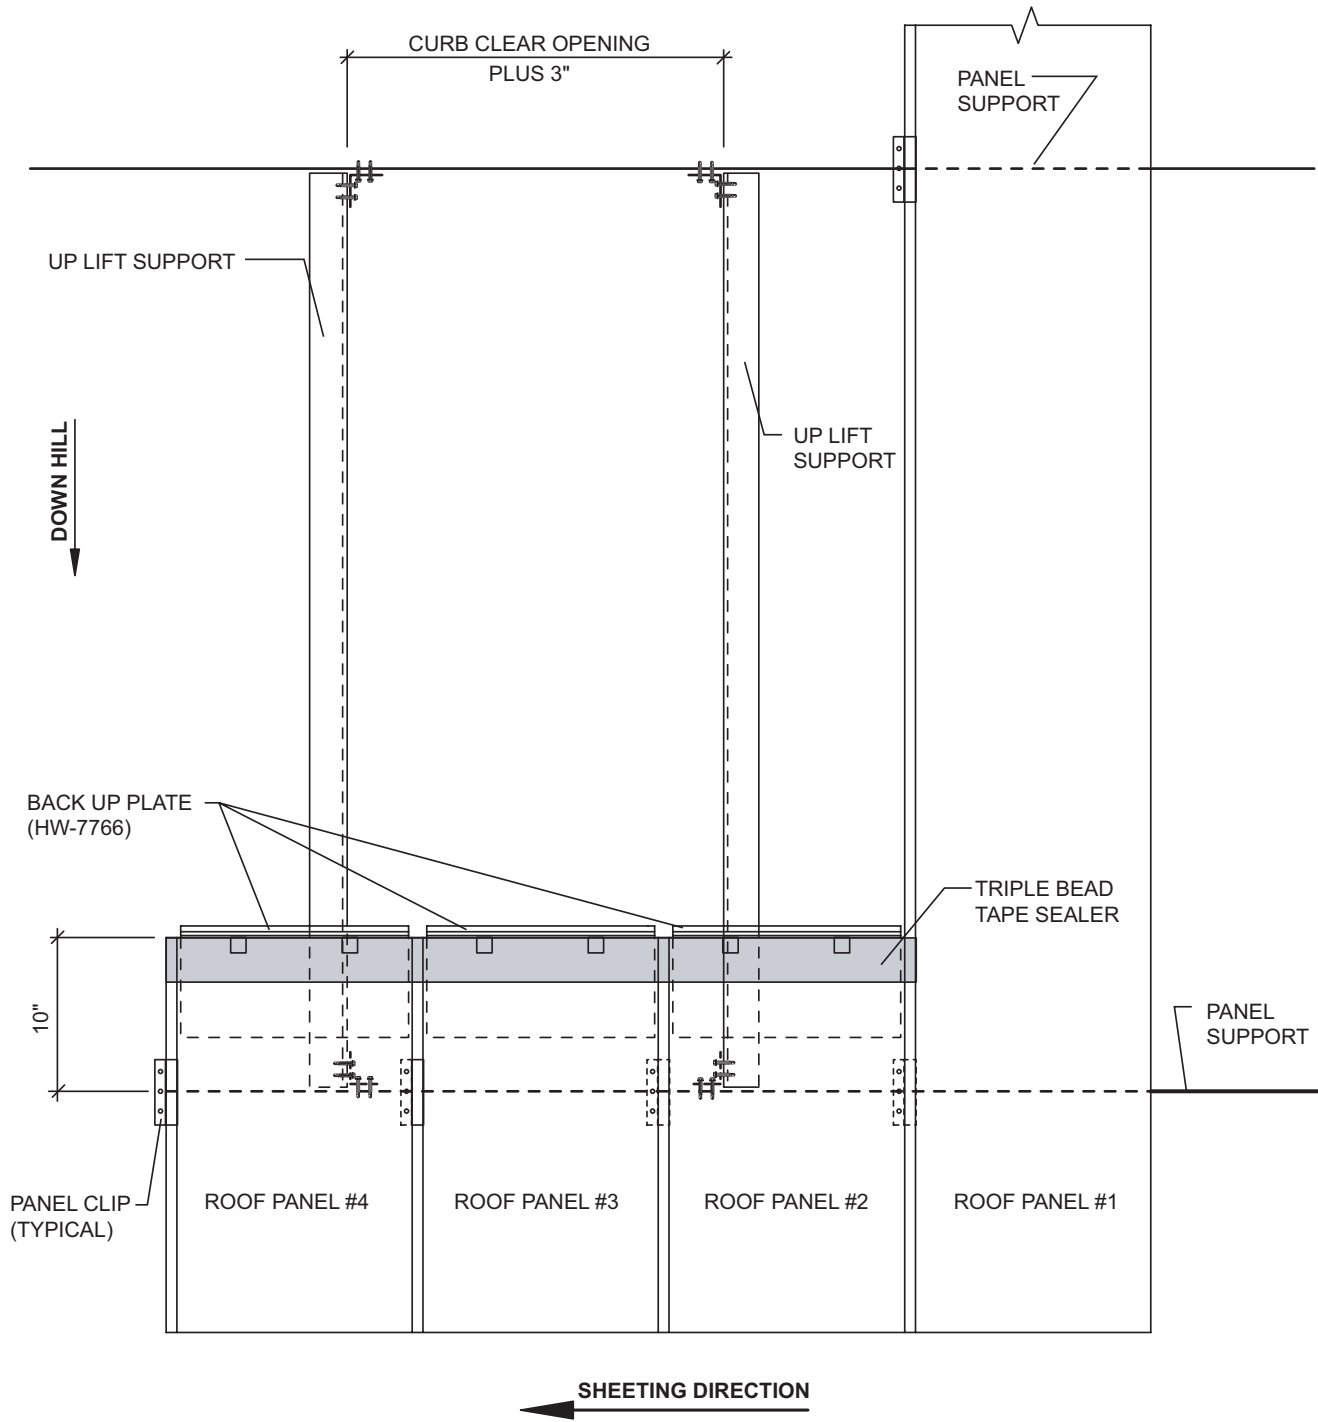 CURB CLEAR OPENING
PLUS 3"
PANEL
SUPPORT
UP LIFT SUPPORT
DOWN HILL
UP LIFT
SUPPORT
BACK UP PLATE
(HW-7766)
TRIPLE BEAD
TAPE SEALER
10"
PANEL
SUPPORT
PANEL CLIP
(TYPICAL)
ROOF PANEL #4
ROOF PANEL #3
ROOF PANEL #2
ROOF PANEL #1
SHEETING DIRECTION